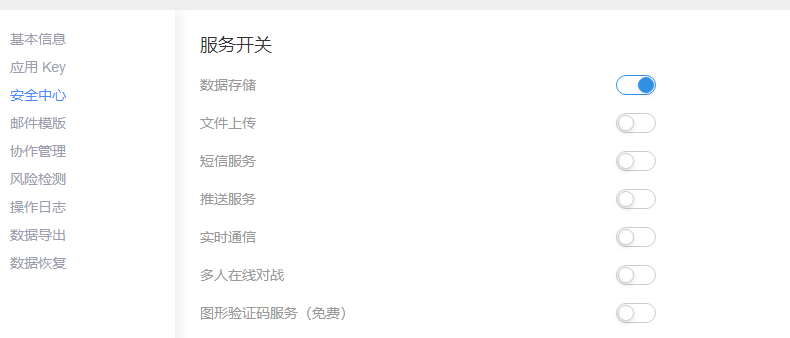 基本信息
应用 Key
安全中心
邮件模版
协作管理
风险检测
操作日志
数据导出
数据恢复
服务开关
数据存储
文件上传
短信服务
推送服务
实时通信
多人在线对战
图形验证码服务（免费）